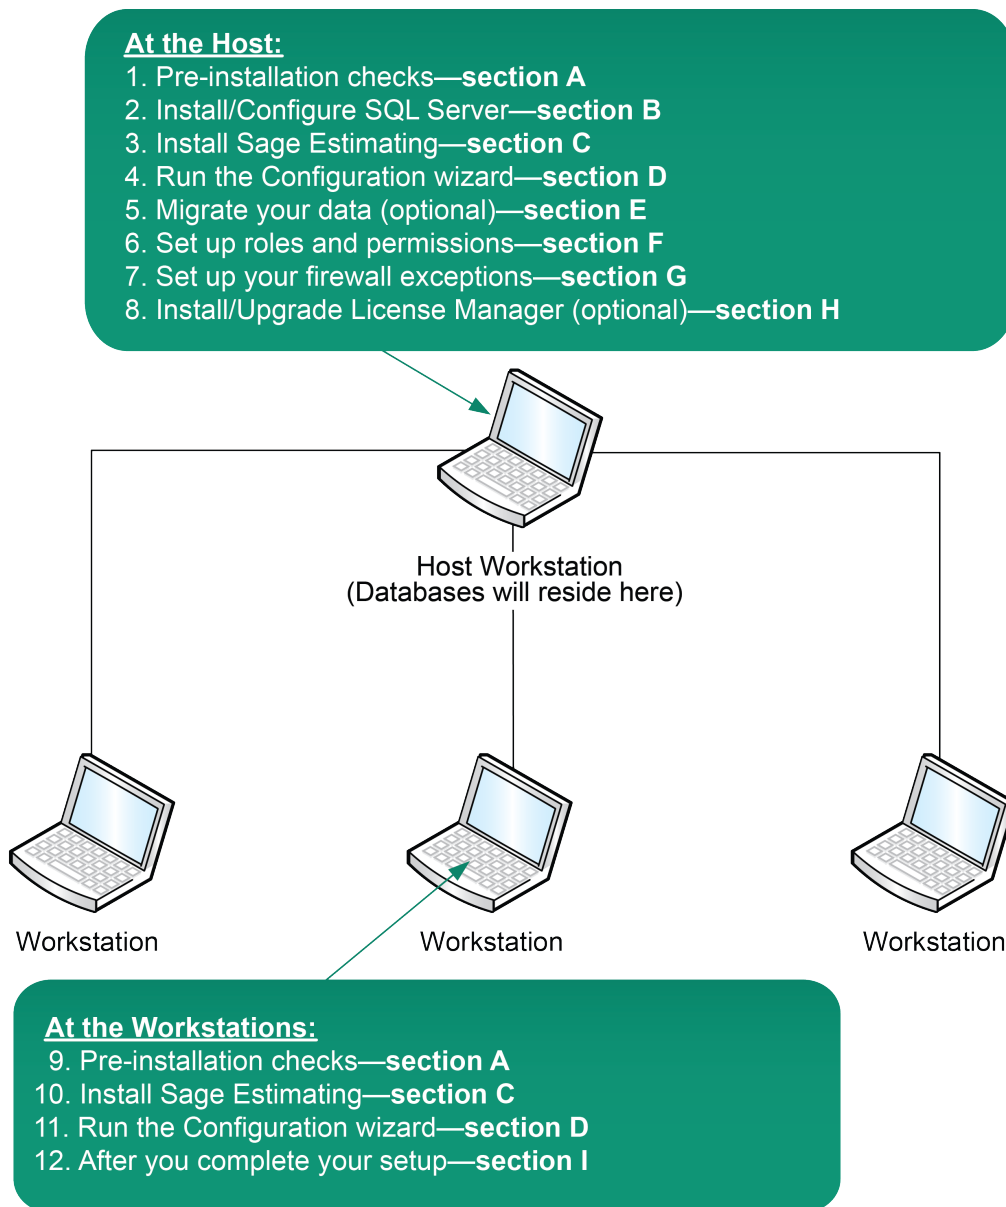 At the Host:
1. Pre-installation checks—section A
2. Install/Configure SQL Server—section B
3. Install Sage Estimating—section C
4. Run the Configuration wizard—section D
5. Migrate your data (optional)—section E
6. Set up roles and permissions—section F
7. Set up your firewall exceptions—section G
8. Install/Upgrade License Manager (optional)—section H
Host Workstation
(Databases will reside here)
Workstation
Workstation
Workstation
At the Workstations:
9. Pre-installation checks—section A
10. Install Sage Estimating—section C
11. Run the Configuration wizard—section D
12. After you complete your setup—section I